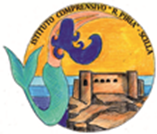 ISTITUTO COMPRENSIVO "R. PIRIA" - SCILLA